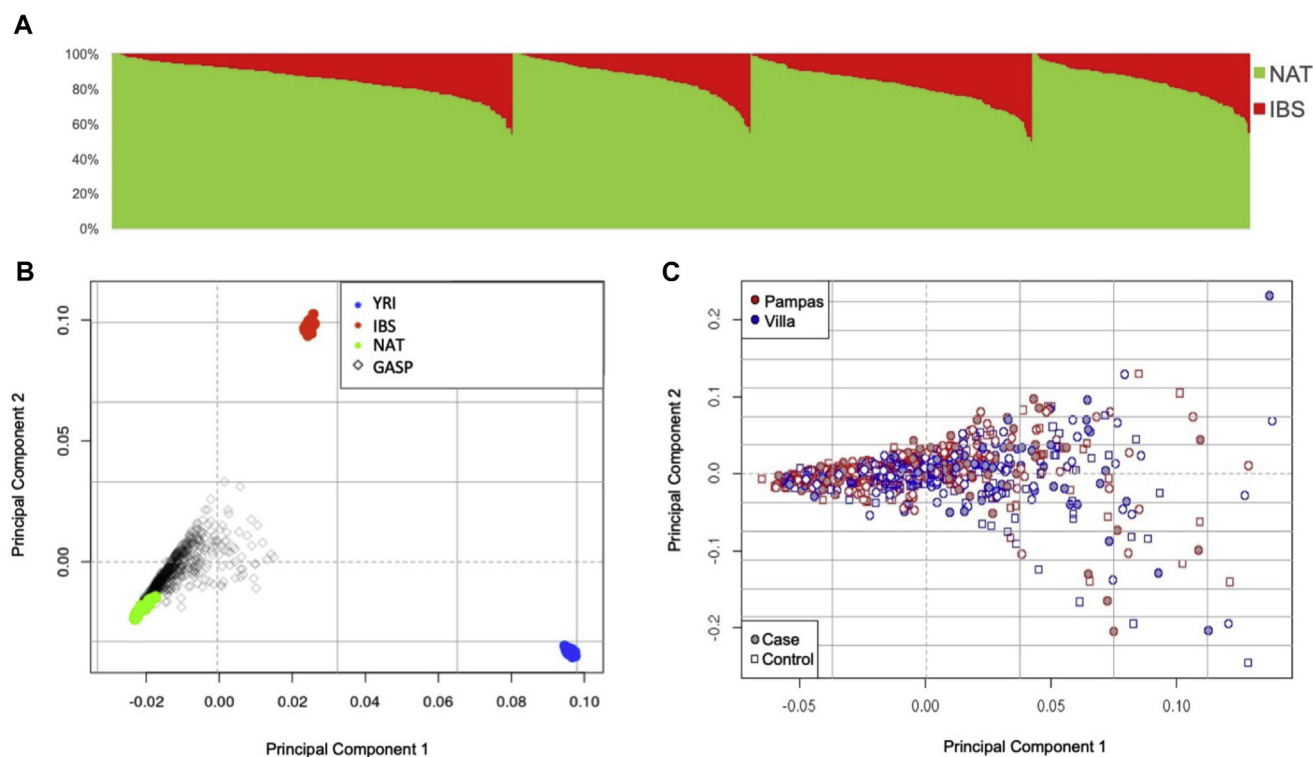 A
100%
80%
60%
40%
20%
0%
NAT
IBS
B
YRI
IBS
NAT
GASP
0.10
0.05
0.00
Principal Component 2
-0.02 0.00 0.02 0.04 0.06 0.08 0.10
Principal Component 1
C
Pampas
Villa
0.2
0.1
0.0
-0.1
-0.2
Principal Component 2
Case
Control
-0.05 0.00 0.05 0.10
Principal Component 1